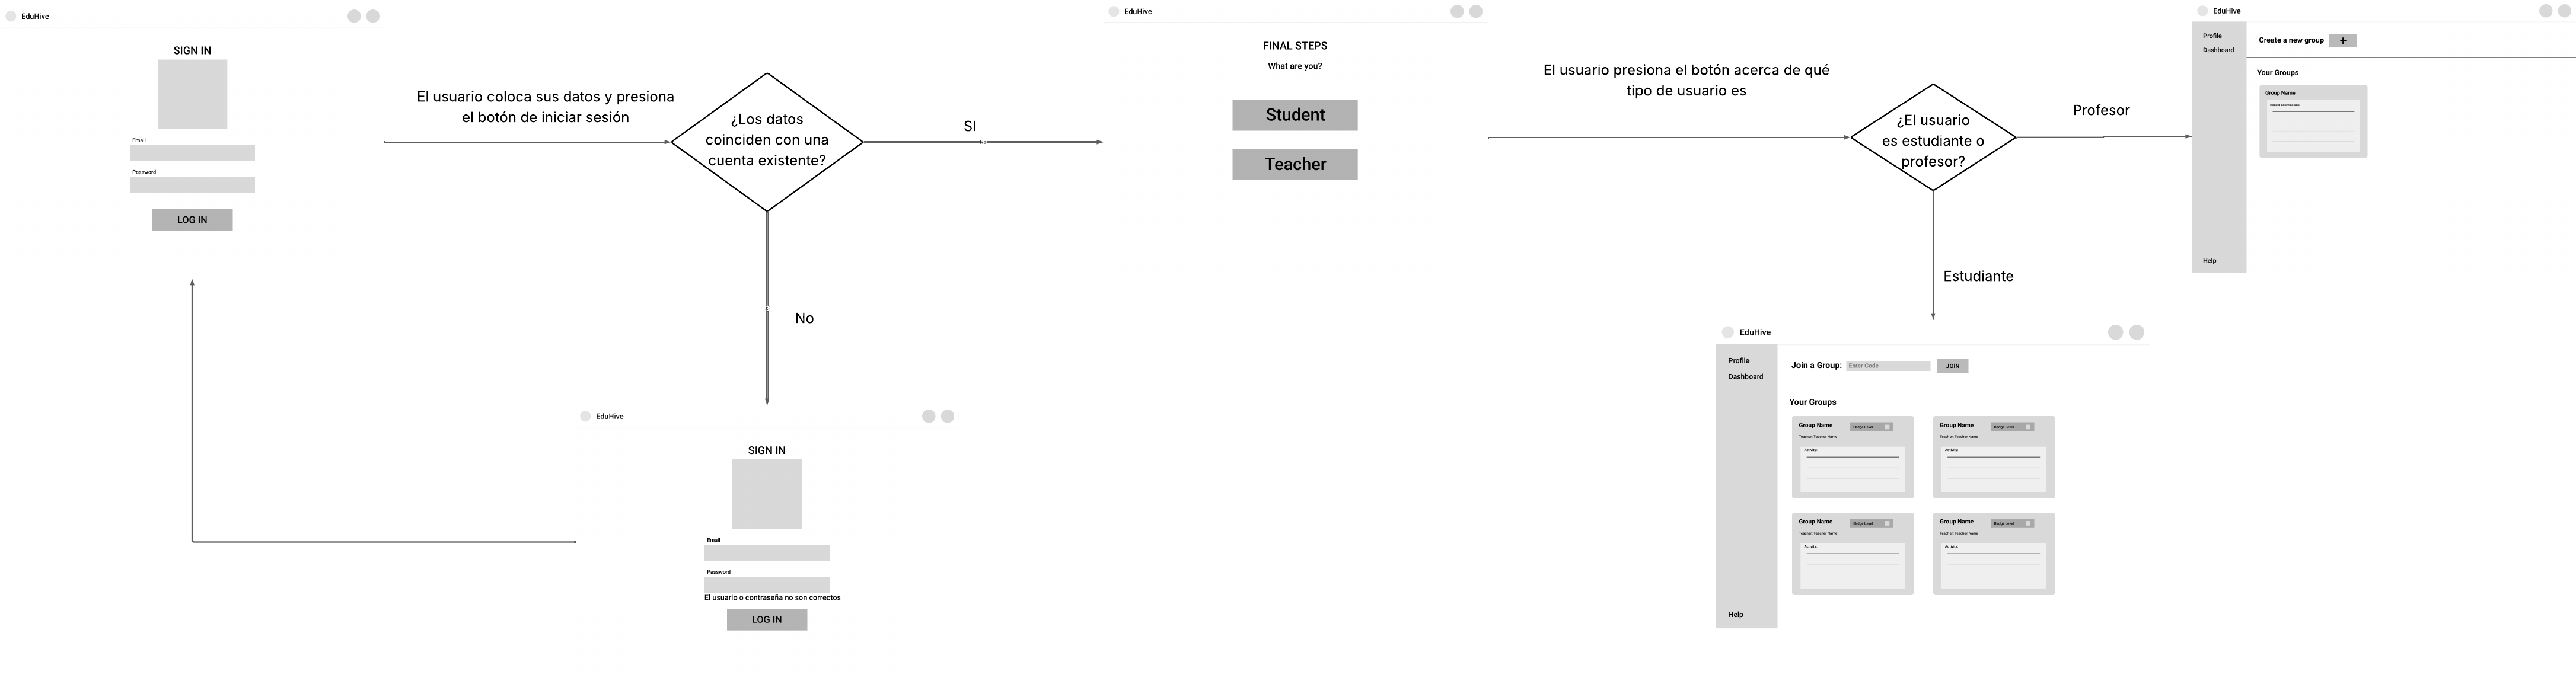 EduHive
SIGN IN
Email
Password
LOG IN
El usuario coloca sus datos y presiona
el botón de iniciar sesión
¿Los datos
coinciden con una
cuenta existente?
SI
No
EduHive
SIGN IN
Email
Password
El usuario o contraseña no son correctos
LOG IN
EduHive
FINAL STEPS
What are you?
Student
Teacher
El usuario presiona el botón acerca de qué
tipo de usuario es
¿El usuario
es estudiante o
profesor?
Profesor
Estudiante
EduHive
Profile
Dashboard
Help
Create a new group +
Your Groups
Group Name
Recent Submissions
EduHive
Profile
Dashboard
Help
Join a Group: Enter Code JOIN
Your Groups
Group Name Badge Level
Teacher: Teacher Name
Activity:
Group Name Badge Level
Teacher: Teacher Name
Activity:
Group Name Badge Level
Teacher: Teacher Name
Activity:
Group Name Badge Level
Teacher: Teacher Name
Activity: